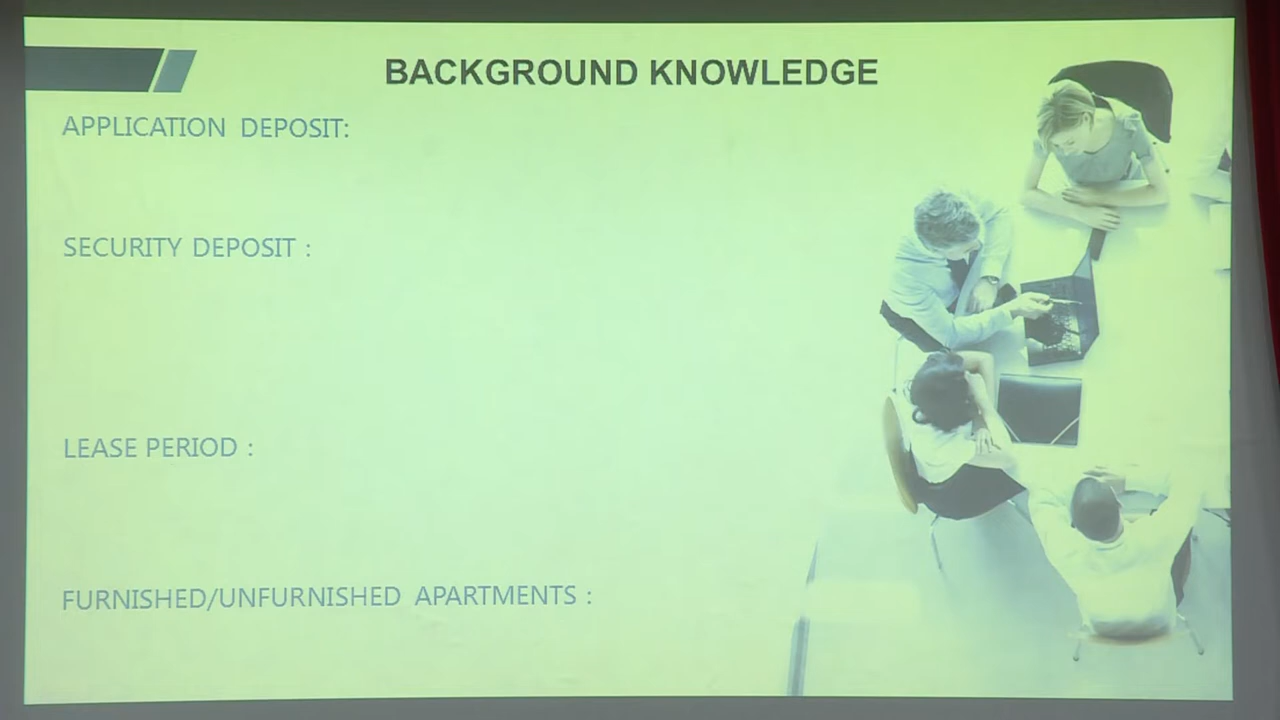 BACKGROUND KNOWLEDGE
APPLICATION DEPOSIT:
SECURITY DEPOSIT :
LEASE PERIOD :
FURNISHED/UNFURNISHED APARTMENTS :